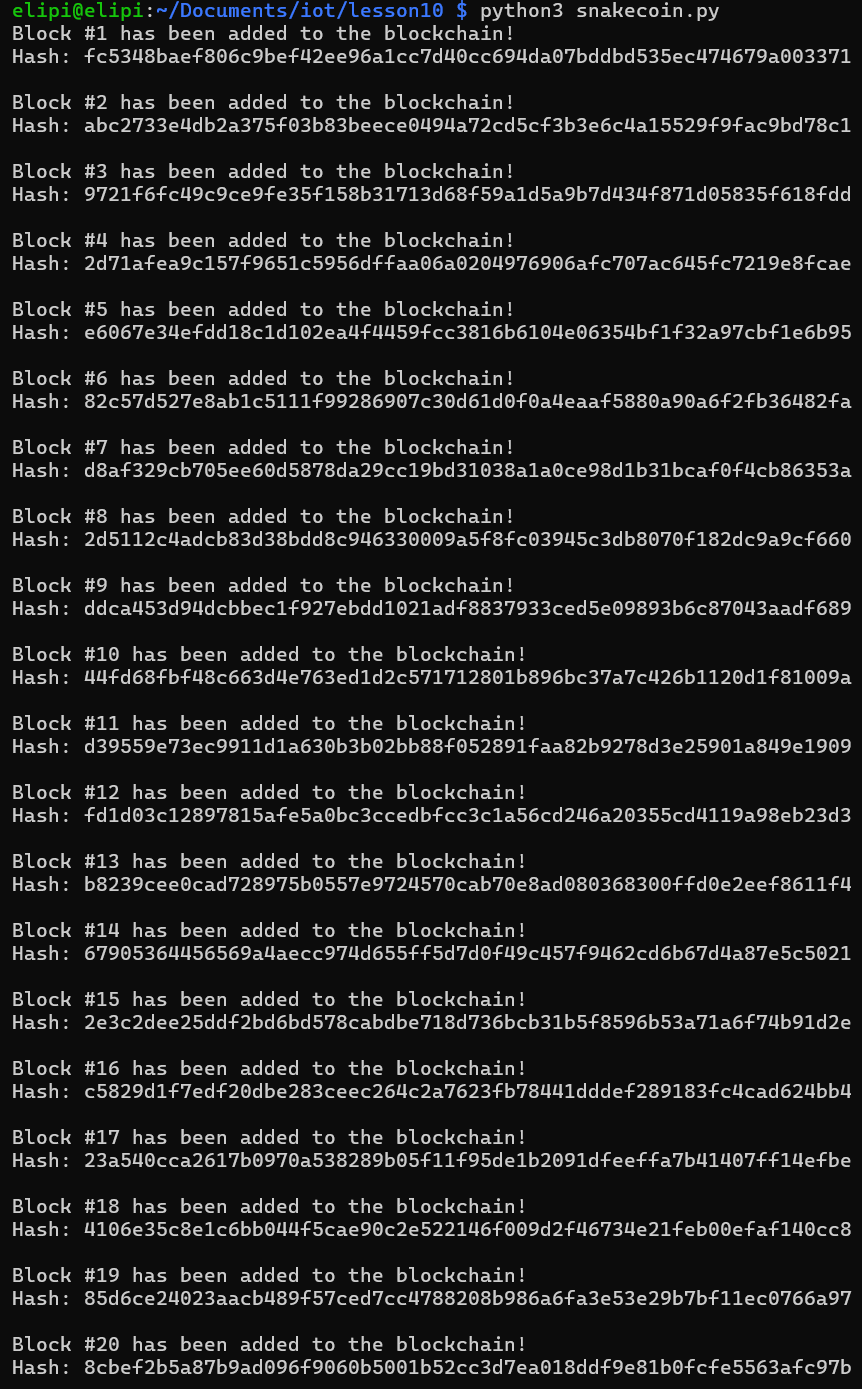 elipi@elipi:~/Documents/iot/lesson10 $ python3 snakecoin.py
Block #1 has been added to the blockchain!
Hash: fc5348baef806c9bef42ee96a1cc7d40cc694da07bddbd535ec474679a003371
Block #2 has been added to the blockchain!
Hash: abc2733e4db2a375f03b83beece0494a72cd5cf3b3e6c4a15529f9fac9bd78c1
Block #3 has been added to the blockchain!
Hash: 9721f6fc49c9ce9fe35f158b31713d68f59a1d5a9b7d434f871d05835f618fdd
Block #4 has been added to the blockchain!
Hash: 2d71afea9c157f9651c5956dffaa06a0204976906afc707ac645fc7219e8fcae
Block #5 has been added to the blockchain!
Hash: e6067e34efdd18c1d102ea4f4459fcc3816b6104e06354bf1f32a97cbf1e6b95
Block #6 has been added to the blockchain!
Hash: 82c57d527e8ab1c5111f99286907c30d61d0f0a4eaaf5880a90a6f2fb36482fa
Block #7 has been added to the blockchain!
Hash: d8af329cb705ee60d5878da29cc19bd31038a1a0ce98d1b31bcaf0f4cb86353a
Block #8 has been added to the blockchain!
Hash: 2d5112c4adcb83d38bdd8c946330009a5f8fc03945c3db8070f182dc9a9cf660
Block #9 has been added to the blockchain!
Hash: ddca453d94dcbbec1f927ebdd1021adf8837933ced5e09893b6c87043aadf689
Block #10 has been added to the blockchain!
Hash: 44fd68fbf48c663d4e763ed1d2c571712801b896bc37a7c426b1120d1f81009a
Block #11 has been added to the blockchain!
Hash: d39559e73ec9911d1a630b3b02bb88f052891faa82b9278d3e25901a849e1909
Block #12 has been added to the blockchain!
Hash: fd1d03c12897815afe5a0bc3ccedbfcc3c1a56cd246a20355cd4119a98eb23d3
Block #13 has been added to the blockchain!
Hash: b8239cee0cad728975b0557e9724570cab70e8ad080368300ffd0e2eef8611f4
Block #14 has been added to the blockchain!
Hash: 67905364456569a4aecc974d655ff5d7d0f49c457f9462cd6b67d4a87e5c5021
Block #15 has been added to the blockchain!
Hash: 2e3c2dee25ddf2bd6bd578cabdbe718d736bcb31b5f8596b53a71a6f74b91d2e
Block #16 has been added to the blockchain!
Hash: c5829d1f7edf20dbe283ceec264c2a7623fb78441dddef289183fc4cad624bb4
Block #17 has been added to the blockchain!
Hash: 23a540cca2617b0970a538289b05f11f95de1b2091dfeeffa7b41407ff14efbe
Block #18 has been added to the blockchain!
Hash: 4106e35c8e1c6bb044f5cae90c2e522146f009d2f46734e21feb00efaf140cc8
Block #19 has been added to the blockchain!
Hash: 85d6ce24023aacb489f57ced7cc4788208b986a6fa3e53e29b7bf11ec0766a97
Block #20 has been added to the blockchain!
Hash: 8cbef2b5a87b9ad096f9060b5001b52cc3d7ea018ddf9e81b0fcfe5563afc97b